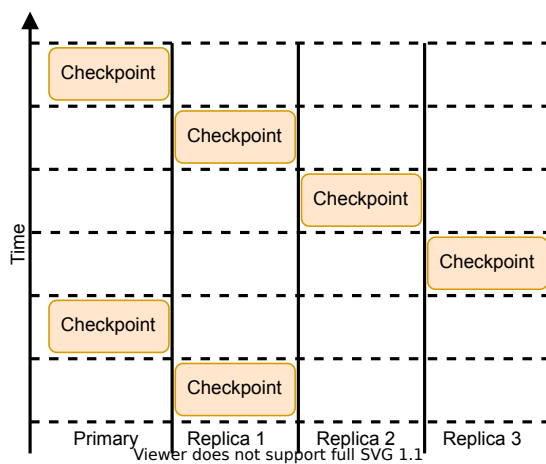 Checkpoint
Checkpoint
Checkpoint
Time
Checkpoint
Checkpoint
Checkpoint
Primary
Replica 1
Replica 2
Replica 3
Viewer does not support full SVG 1.1